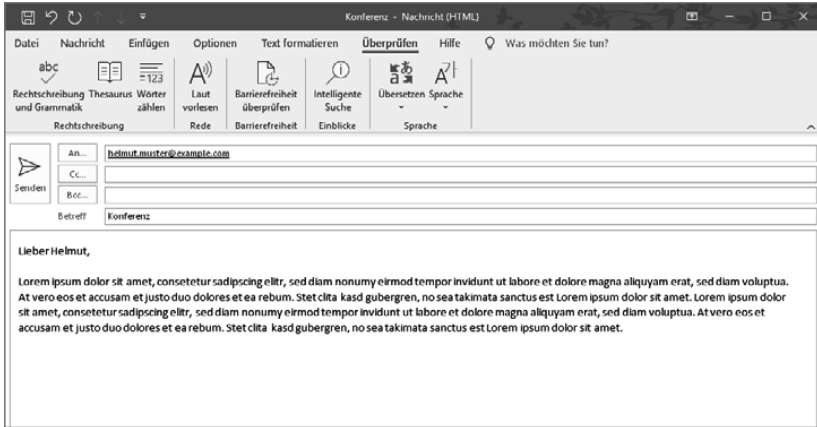 Konferenz - Nachricht (HTML)
Datei Nachricht Einfügen Optionen Text formatieren Überprüfen Hilfe Was möchten Sie tun?
abc
123
A
a あ
A 가
Rechtschreibung und Grammatik
Thesaurus
Wörter zählen
Laut vorlesen
Barrierefreiheit überprüfen
Intelligente Suche
Übersetzen
Sprache
Rechtschreibung Rede Barrierefreiheit Einblicke Sprache
Senden
An... helmut.muster@example.com
Cc...
Bcc...
Betreff Konferenz
Lieber Helmut,
Lorem ipsum dolor sit amet, consetetur sadipscing elitr, sed diam nonumy eirmod tempor invidunt ut labore et dolore magna aliquyam erat, sed diam voluptua.
At vero eos et accusam et justo duo dolores et ea rebum. Stet clita kasd gubergren, no sea takimata sanctus est Lorem ipsum dolor sit amet. Lorem ipsum dolor
sit amet, consetetur sadipscing elitr, sed diam nonumy eirmod tempor invidunt ut labore et dolore magna aliquyam erat, sed diam voluptua. At vero eos et
accusam et justo duo dolores et ea rebum. Stet clita kasd gubergren, no sea takimata sanctus est Lorem ipsum dolor sit amet.